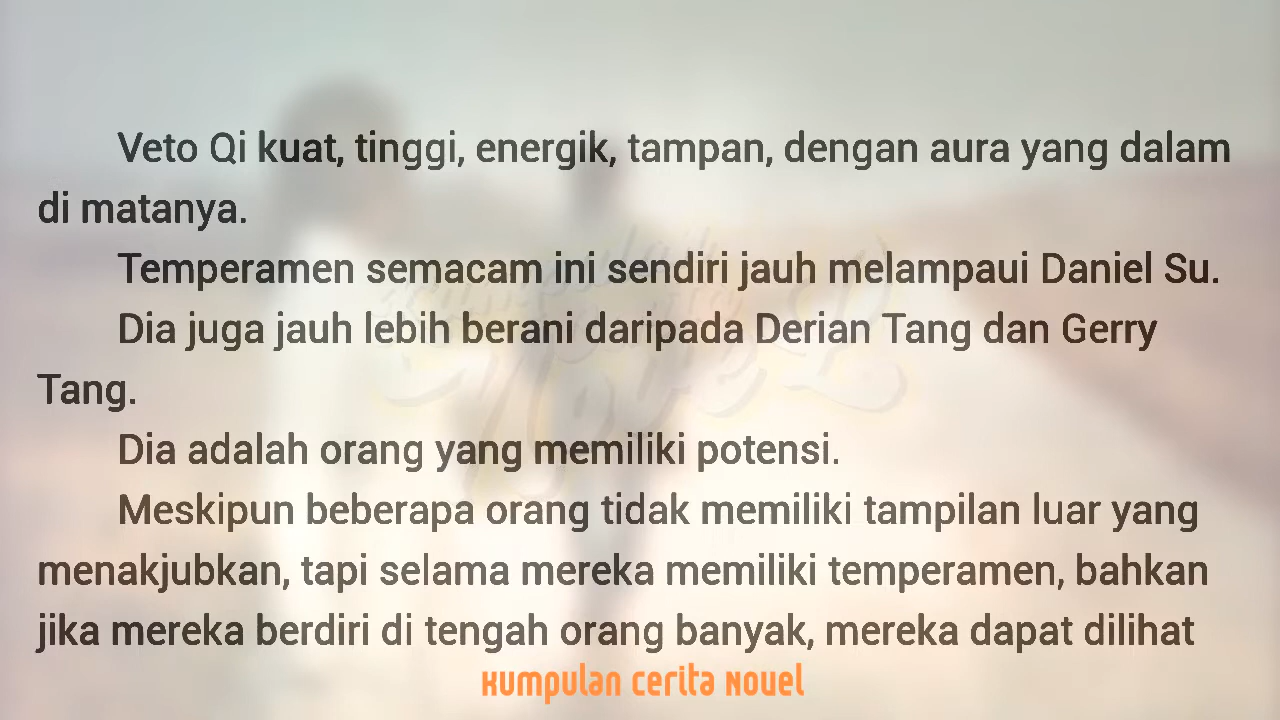 Veto Qi kuat, tinggi, energik, tampan, dengan aura yang dalam
di matanya.
Temperamen semacam ini sendiri jauh melampaui Daniel Su.
Dia juga jauh lebih berani daripada Derian Tang dan Gerry
Tang.
Dia adalah orang yang memiliki potensi.
Meskipun beberapa orang tidak memiliki tampilan luar yang
menakjubkan, tapi selama mereka memiliki temperamen, bahkan
jika mereka berdiri di tengah orang banyak, mereka dapat dilihat
Kumpulan Cerita Novel